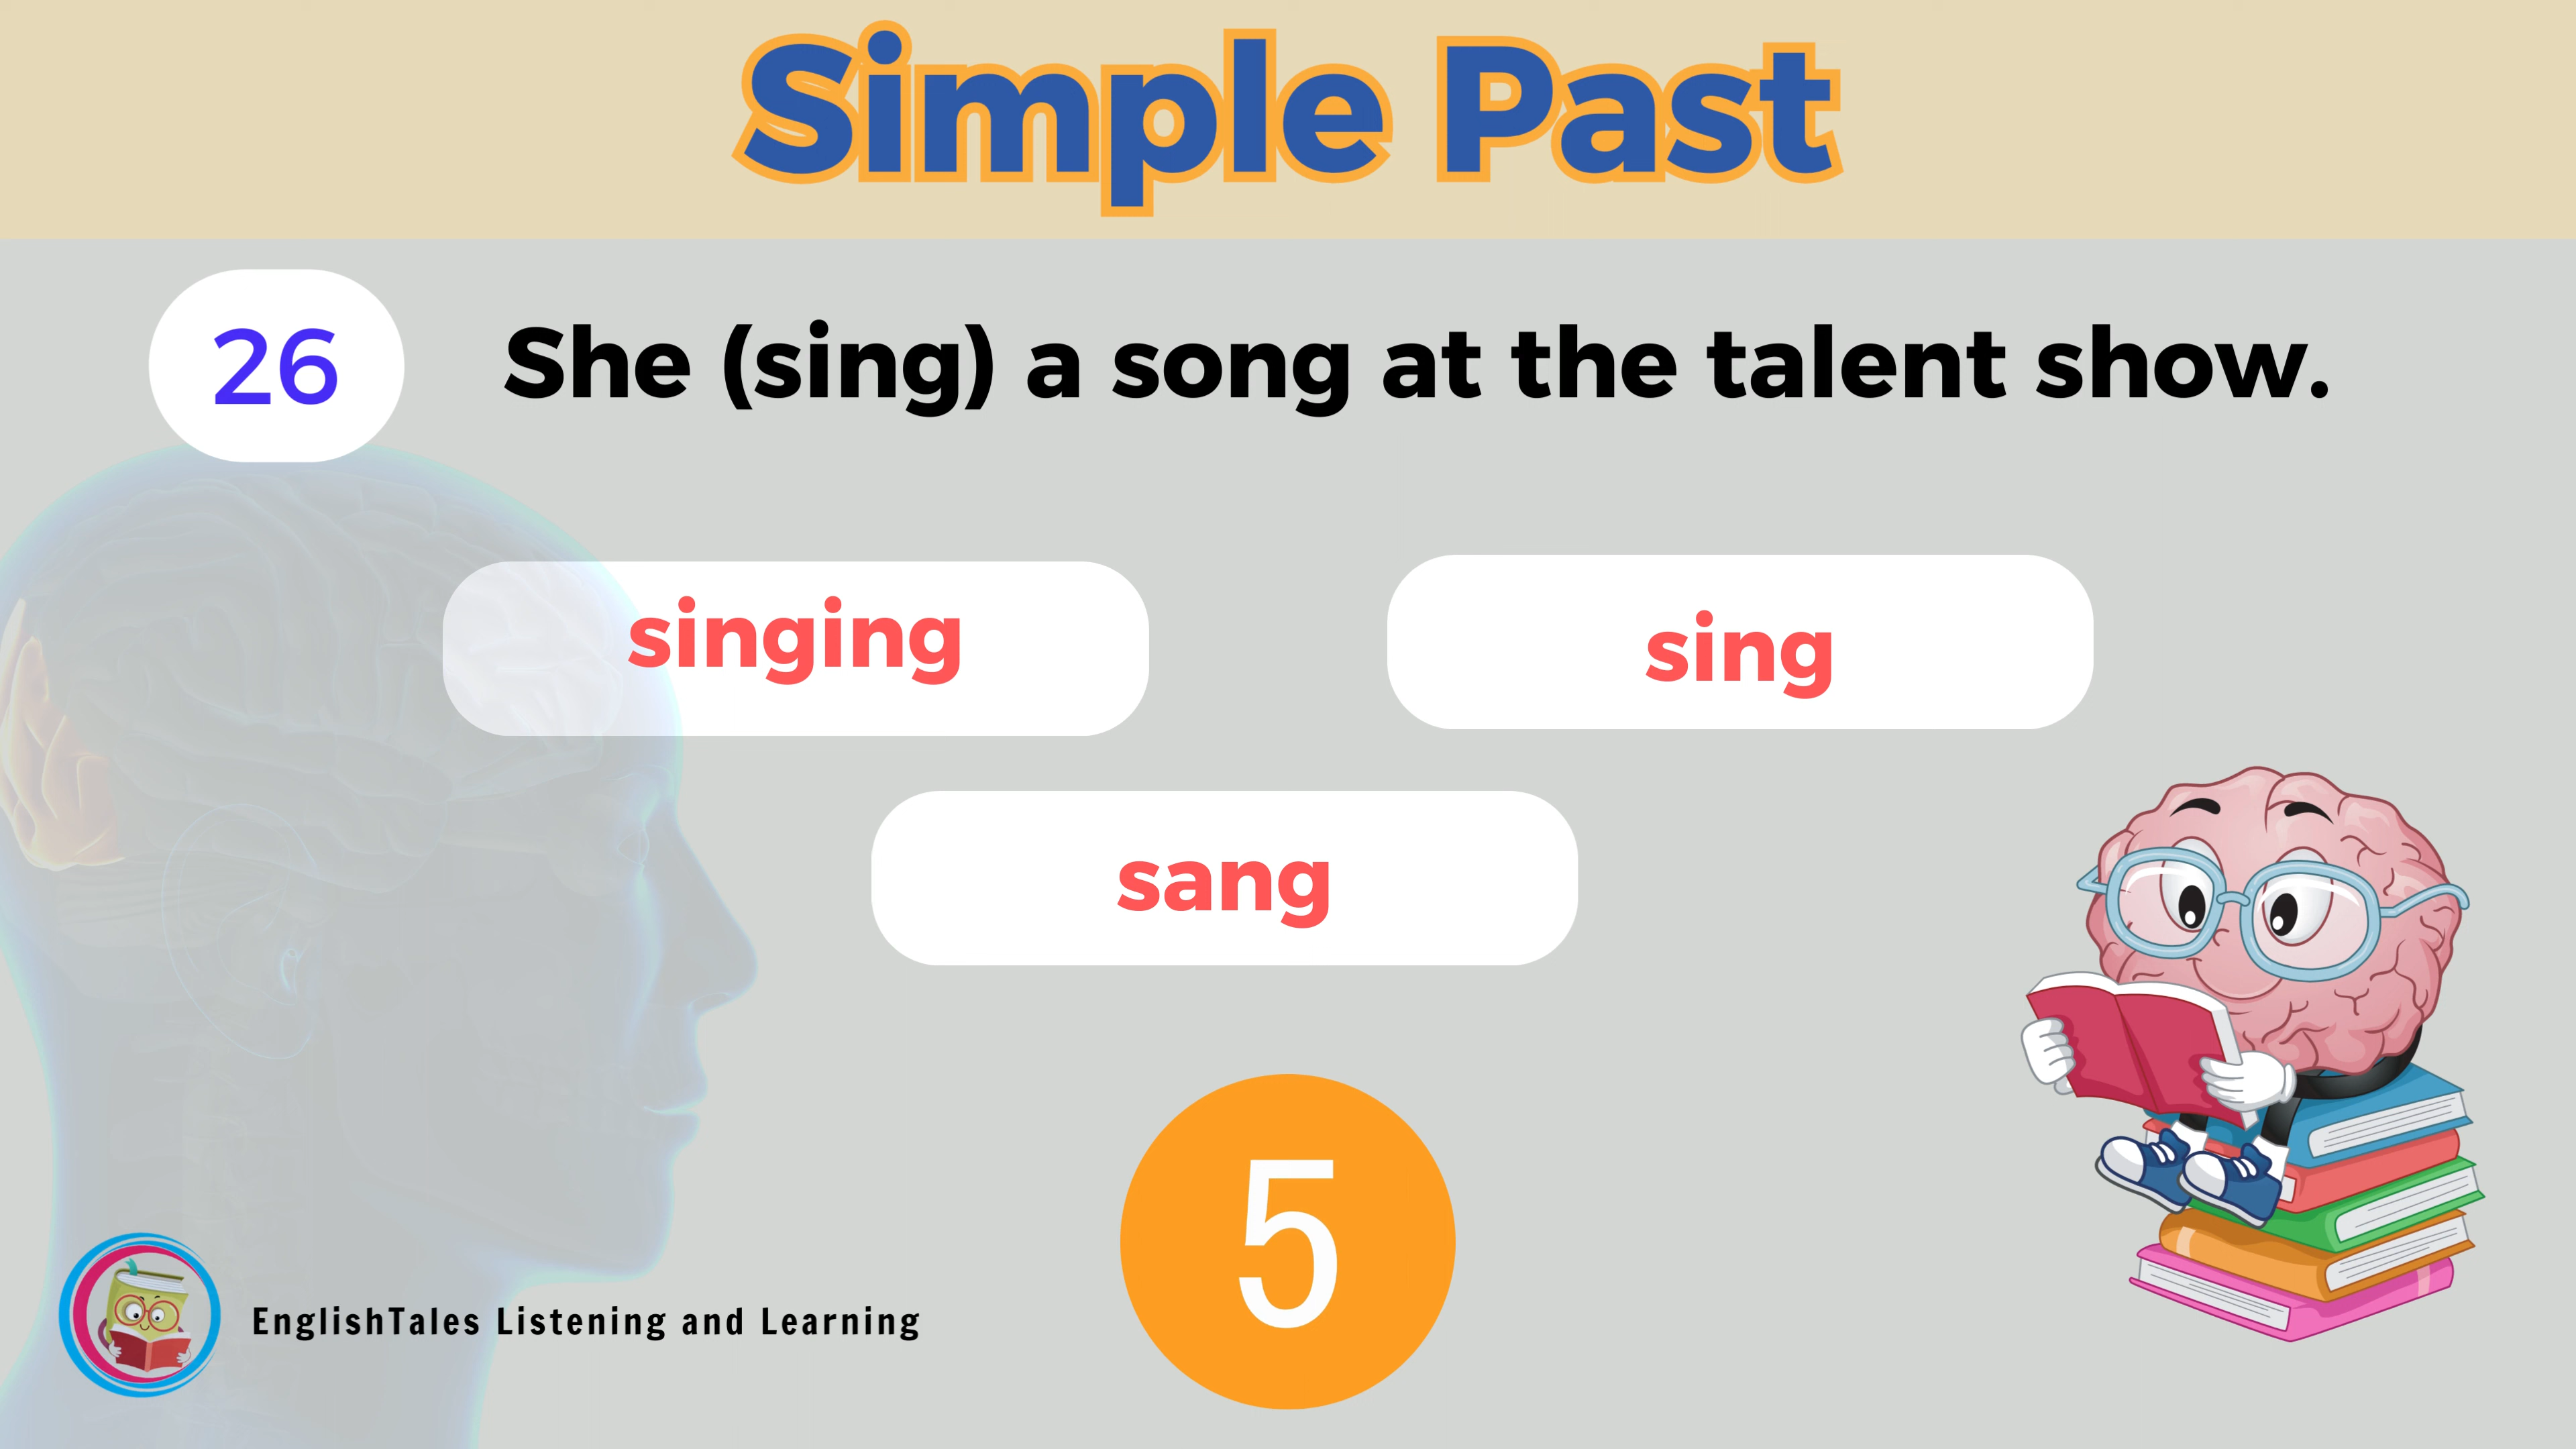 Simple Past
26
She (sing) a song at the talent show.
singing
sing
sang
5
EnglishTales Listening and Learning